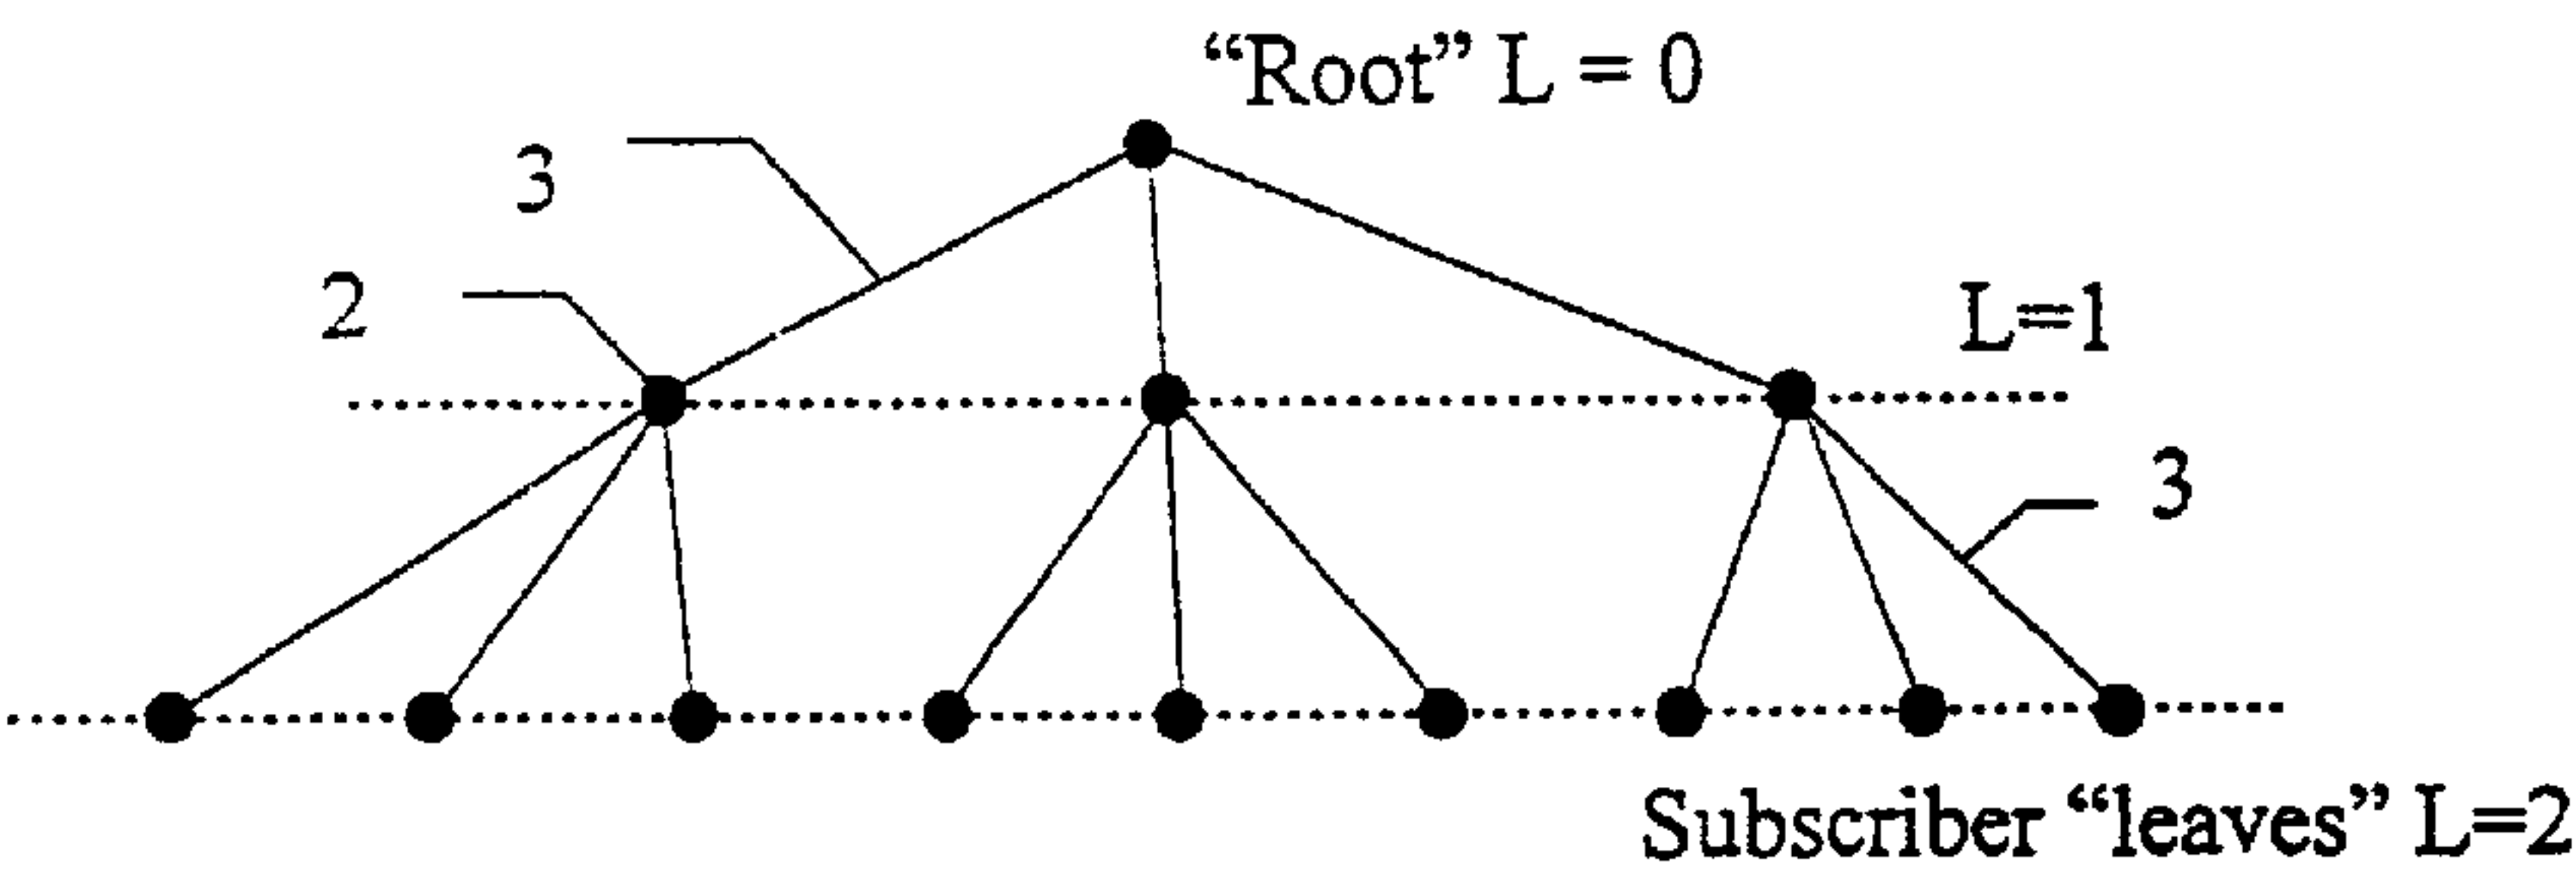 “Root” L = 0
3
2
L=1
3
Subscriber “leaves” L=2